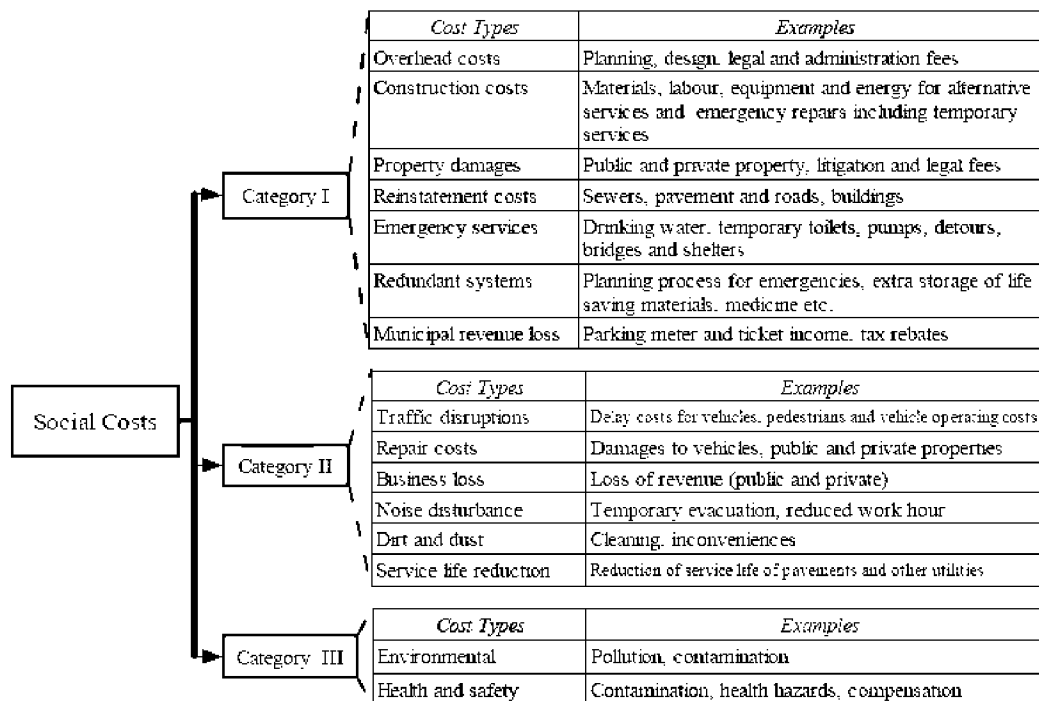 Social Costs
Category I
Cost Types Examples
Overhead costs Planning, design. legal and administration fees
Construction costs Materials, labour, equipment and energy for alternative
services and emergency repairs including temporary
services
Property damages Public and private property, litigation and legal fees
Reinstatement costs Sewers, pavement and roads, buildings
Emergency services Drinking water. temporary toilets, pumps, detours,
bridges and shelters
Redundant systems Planning process for emergencies, extra storage of life
saving materials. medicine etc.
Municipal revenue loss Parking meter and ticket income. tax rebates
Category II
Cost Types Examples
Traffic disruptions Delay costs for vehicles. pedestrians and vehicle operating costs
Repair costs Damages to vehicles, public and private properties
Business loss Loss of revenue (public and private)
Noise disturbance Temporary evacuation, reduced work hour
Dirt and dust Cleaning. inconveniences
Service life reduction Reduction of service life of pavements and other utilities
Category III
Cost Types Examples
Environmental Pollution, contamination
Health and safety Contamination, health hazards, compensation